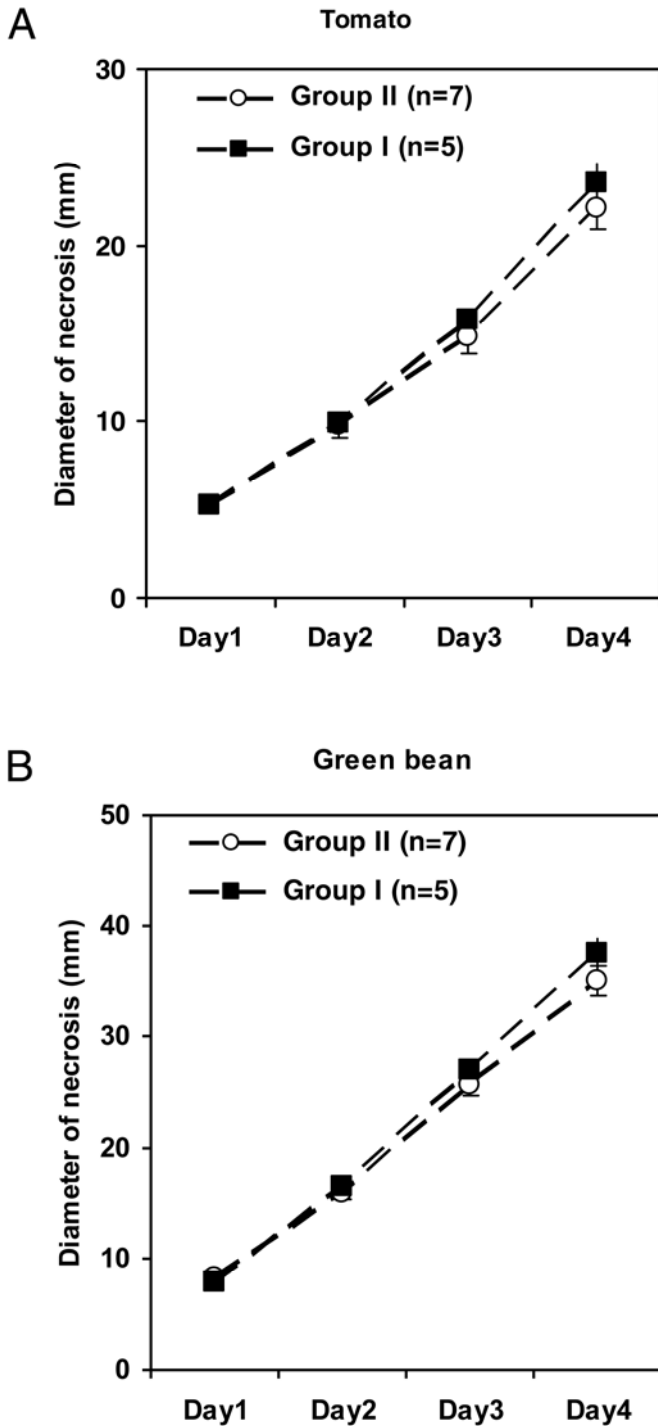 A
Tomato
Group II (n=7)
Group I (n=5)
Diameter of necrosis (mm)
30
20
10
0
Day1 Day2 Day3 Day4
B
Green bean
Group II (n=7)
Group I (n=5)
Diameter of necrosis (mm)
50
40
30
20
10
0
Day1 Day2 Day3 Day4